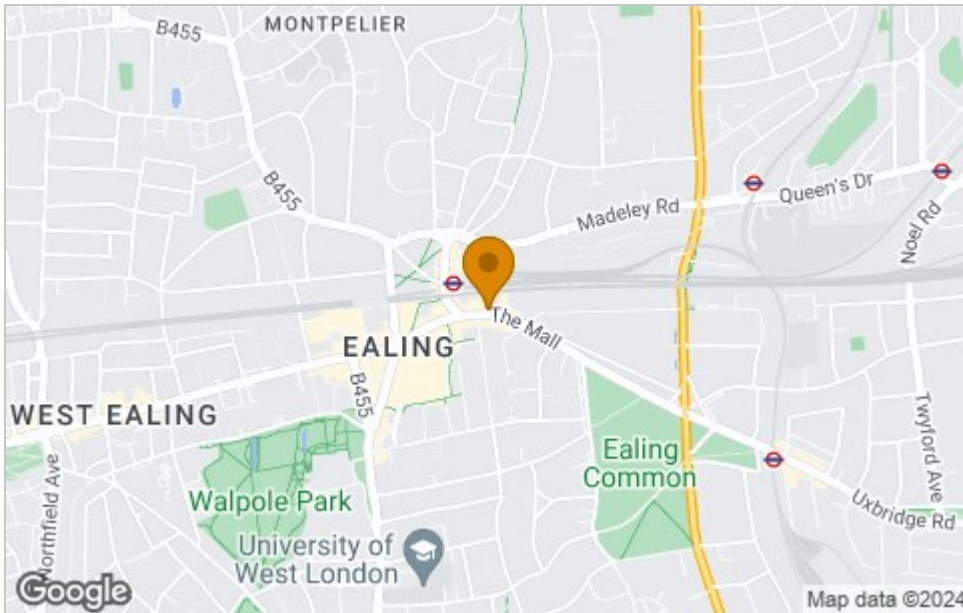 MONTPELIER
B455
B455
Queen's Dr
Madeley Rd
Noel Rd
The Mall
EALING
B455
WEST EALING
Twyford Ave
Ealing
Common
Walpole Park
Northfield Ave
Uxbridge Rd
University of
West London
Google
Map data ©2024